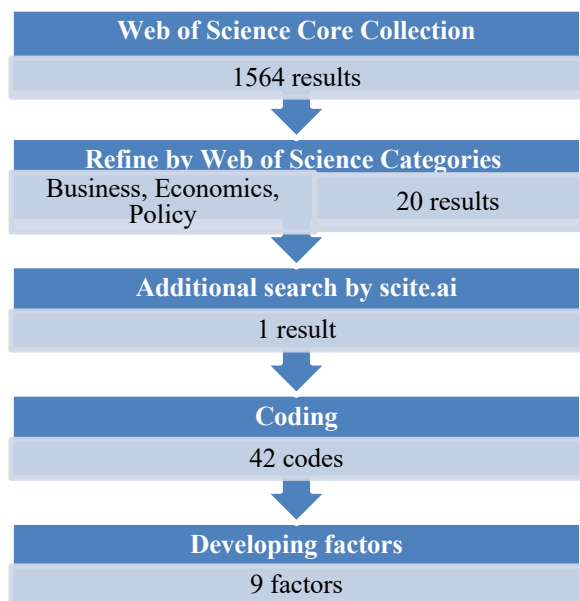 Web of Science Core Collection
1564 results
Refine by Web of Science Categories
Business, Economics,
Policy
20 results
Additional search by scite.ai
1 result
Coding
42 codes
Developing factors
9 factors